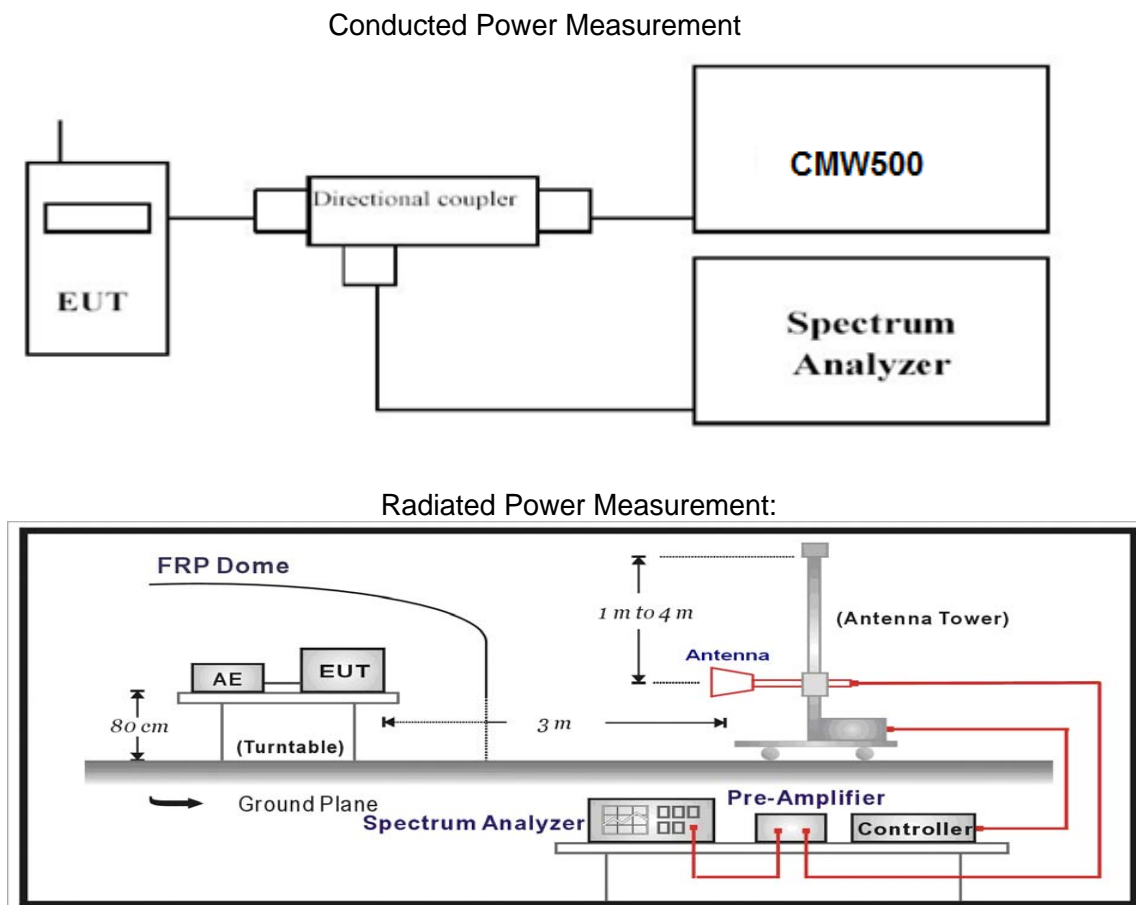 Conducted Power Measurement
CMW500
Directional coupler
EUT
Spectrum
Analyzer
Radiated Power Measurement:
FRP Dome
1 m to 4 m
(Antenna Tower)
Antenna
AE
EUT
80 cm
3 m
(Turntable)
Ground Plane
Pre-Amplifier
Spectrum Analyzer
Controller